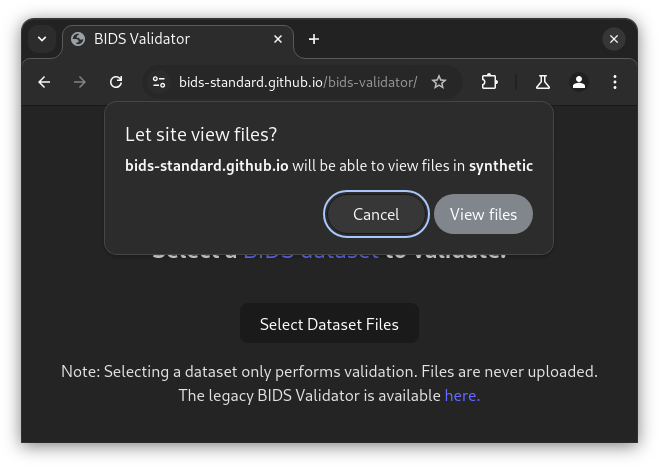 BIDS Validator
bids-standard.github.io/bids-validator/
Let site view files?
bids-standard.github.io will be able to view files in synthetic
Cancel
View files
Select a BIDS dataset to validate.
Select Dataset Files
Note: Selecting a dataset only performs validation. Files are never uploaded.
The legacy BIDS Validator is available here.